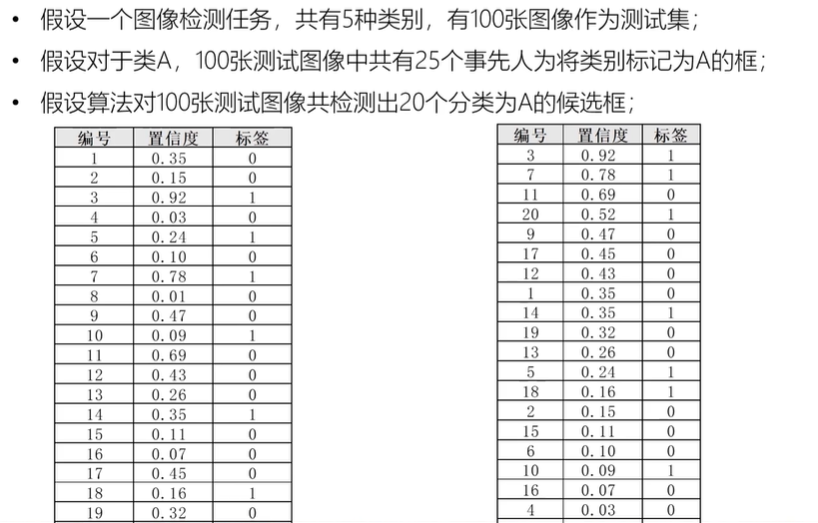 • 假设一个图像检测任务，共有5种类别，有100张图像作为测试集；
• 假设对于类A，100张测试图像中共有25个事先人为将类别标记为A的框；
• 假设算法对100张测试图像共检测出20个分类为A的候选框；
编号 置信度 标签
1 0.35 0
2 0.15 0
3 0.92 1
4 0.03 0
5 0.24 1
6 0.10 0
7 0.78 1
8 0.01 0
9 0.47 0
10 0.09 1
11 0.69 0
12 0.43 0
13 0.26 0
14 0.35 1
15 0.11 0
16 0.07 0
17 0.45 0
18 0.16 1
19 0.32 0
编号 置信度 标签
3 0.92 1
7 0.78 1
11 0.69 0
20 0.52 1
9 0.47 0
17 0.45 0
12 0.43 0
1 0.35 0
14 0.35 1
19 0.32 0
13 0.26 0
5 0.24 1
18 0.16 1
2 0.15 0
15 0.11 0
6 0.10 0
10 0.09 1
16 0.07 0
4 0.03 0